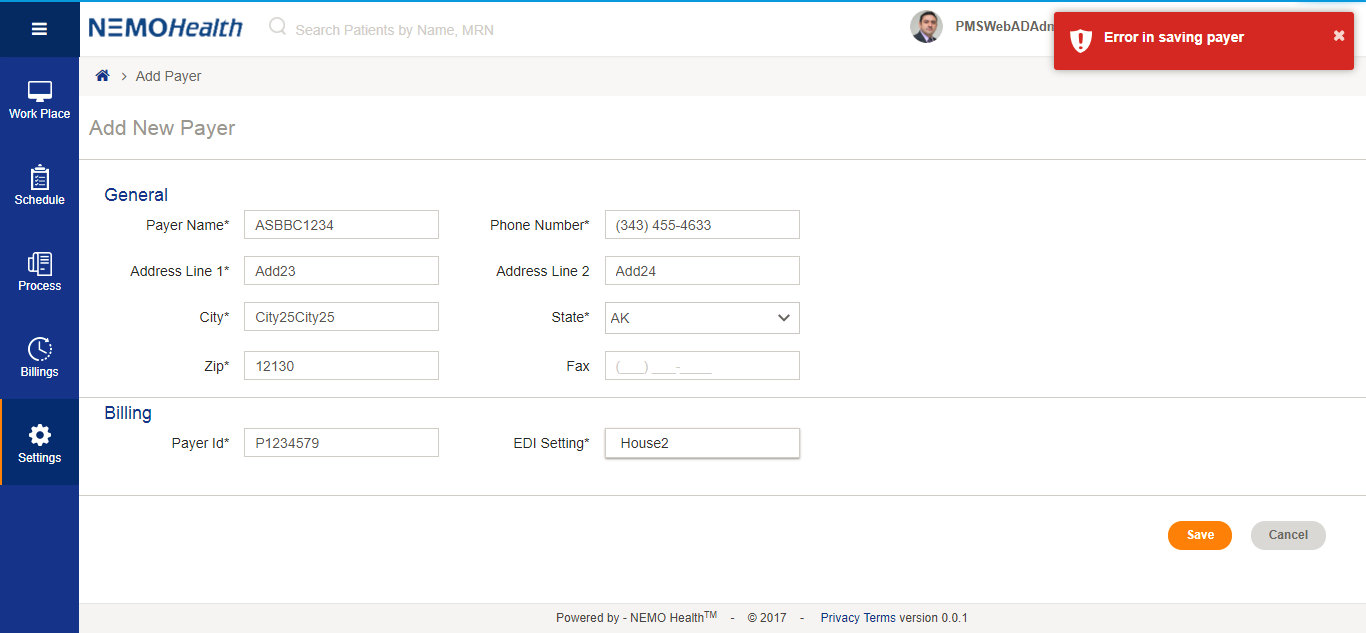 NEMOHealth
Search Patients by Name, MRN
Error in saving payer
Add Payer
Work Place
Schedule
Process
Billings
Settings
Add New Payer
General
Payer Name* ASBBC1234 Phone Number* (343) 455-4633
Address Line 1* Add23 Address Line 2 Add24
City* City25City25 State* AK
Zip* 12130 Fax (___) ___-____
Billing
Payer Id* P1234579 EDI Setting* House2
Save Cancel
Powered by - NEMO Health™ - © 2017 - Privacy Terms version 0.0.1